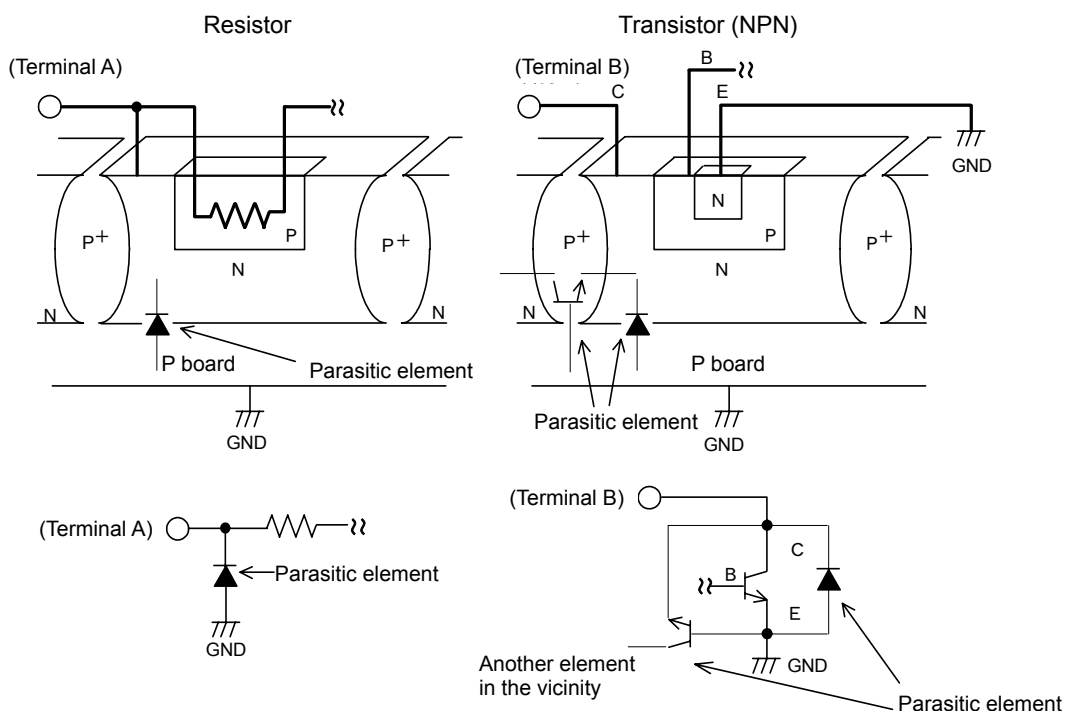 Resistor
(Terminal A)
P+
P
N
P+
N
N
P board
Parasitic element
GND
Transistor (NPN)
(Terminal B)
C
B
E
GND
P+
N
P
N
P+
N
N
P board
Parasitic element
GND
(Terminal A)
Parasitic element
GND
(Terminal B)
C
B
E
GND
Another element
in the vicinity
Parasitic element